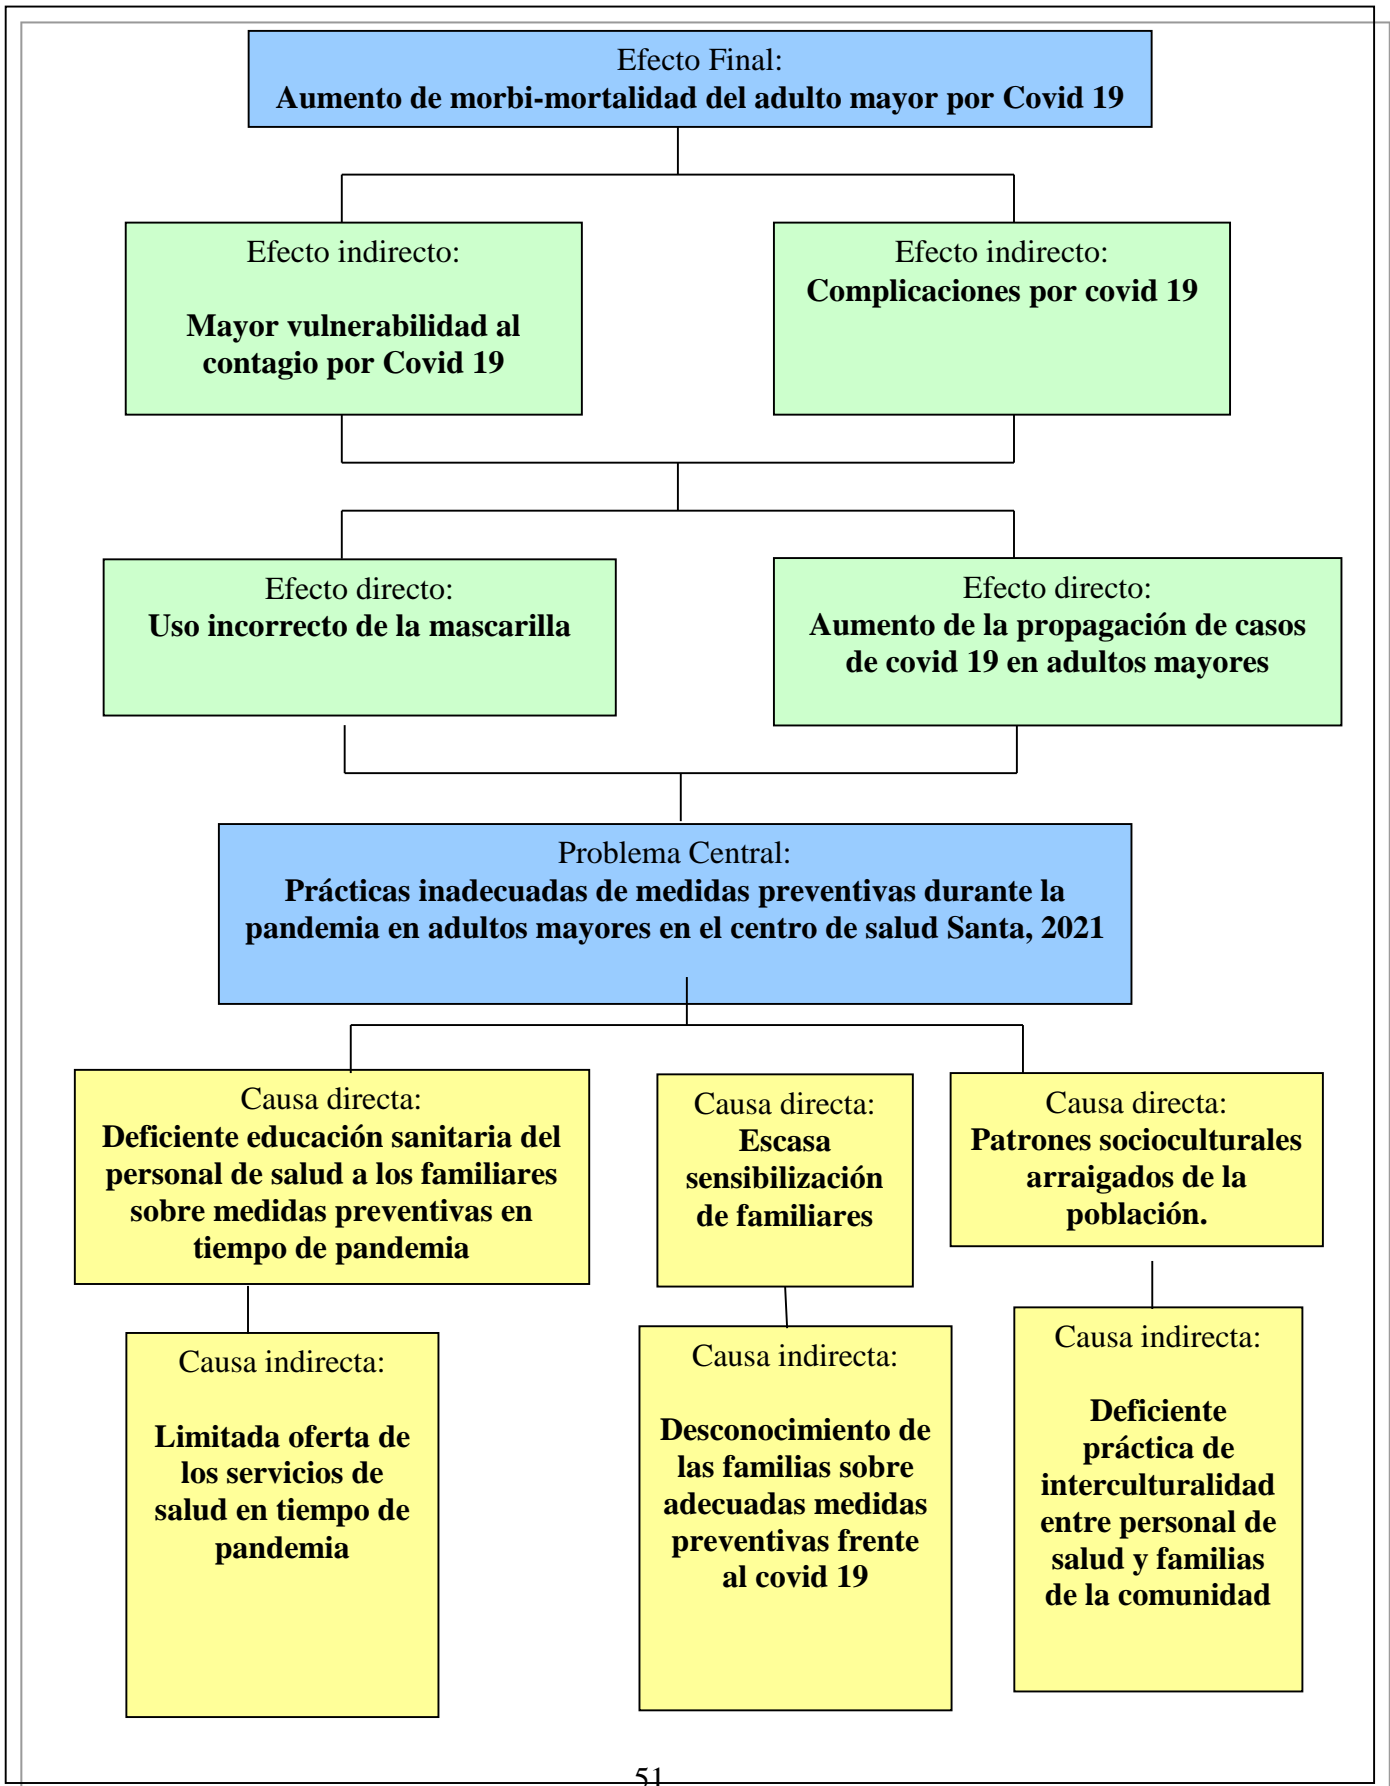 Efecto Final:
Aumento de morbi-mortalidad del adulto mayor por Covid 19
Efecto indirecto:
Mayor vulnerabilidad al
contagio por Covid 19
Efecto indirecto:
Complicaciones por covid 19
Efecto directo:
Uso incorrecto de la mascarilla
Efecto directo:
Aumento de la propagación de casos
de covid 19 en adultos mayores
Problema Central:
Prácticas inadecuadas de medidas preventivas durante la
pandemia en adultos mayores en el centro de salud Santa, 2021
Causa directa:
Deficiente educación sanitaria del
personal de salud a los familiares
sobre medidas preventivas en
tiempo de pandemia
Causa directa:
Escasa
sensibilización
de familiares
Causa directa:
Patrones socioculturales
arraigados de la
población.
Causa indirecta:
Limitada oferta de
los servicios de
salud en tiempo de
pandemia
Causa indirecta:
Desconocimiento de
las familias sobre
adecuadas medidas
preventivas frente
al covid 19
Causa indirecta:
Deficiente
práctica de
interculturalidad
entre personal de
salud y familias
de la comunidad
51